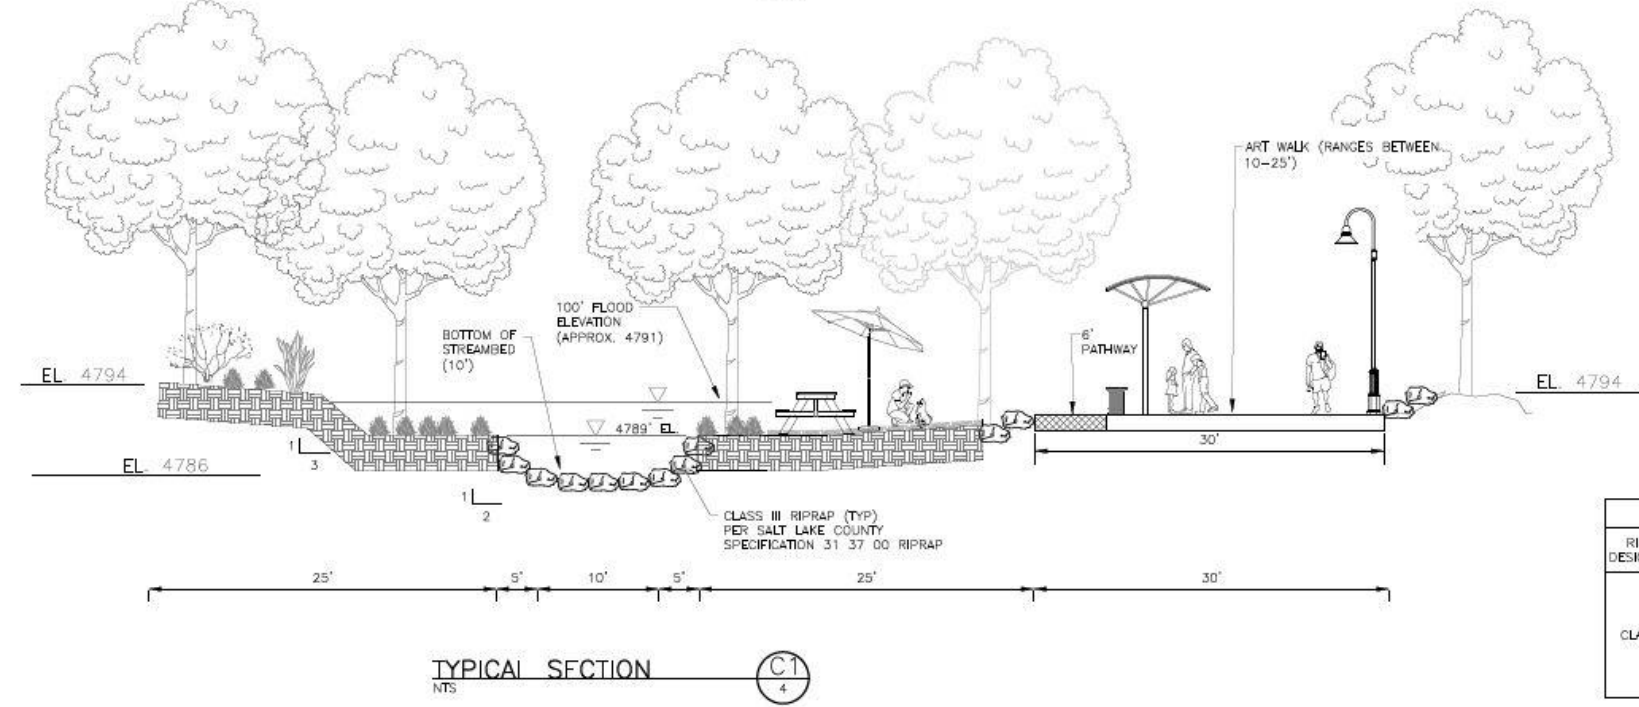 ART WALK (RANGES BETWEEN
10-25')
100' FLOOD
ELEVATION
(APPROX. 4791)
BOTTOM OF
STREAMBED
(10')
6'
PATHWAY
EL. 4794
EL. 4794
4789' EL.
30'
1
3
EL. 4786
1
2
CLASS III RIPRAP (TYP)
PER SALT LAKE COUNTY
SPECIFICATION 31 37 00 RIPRAP
25'
5'
10'
5'
25'
30'
TYPICAL SECTION
NTS
C1
4